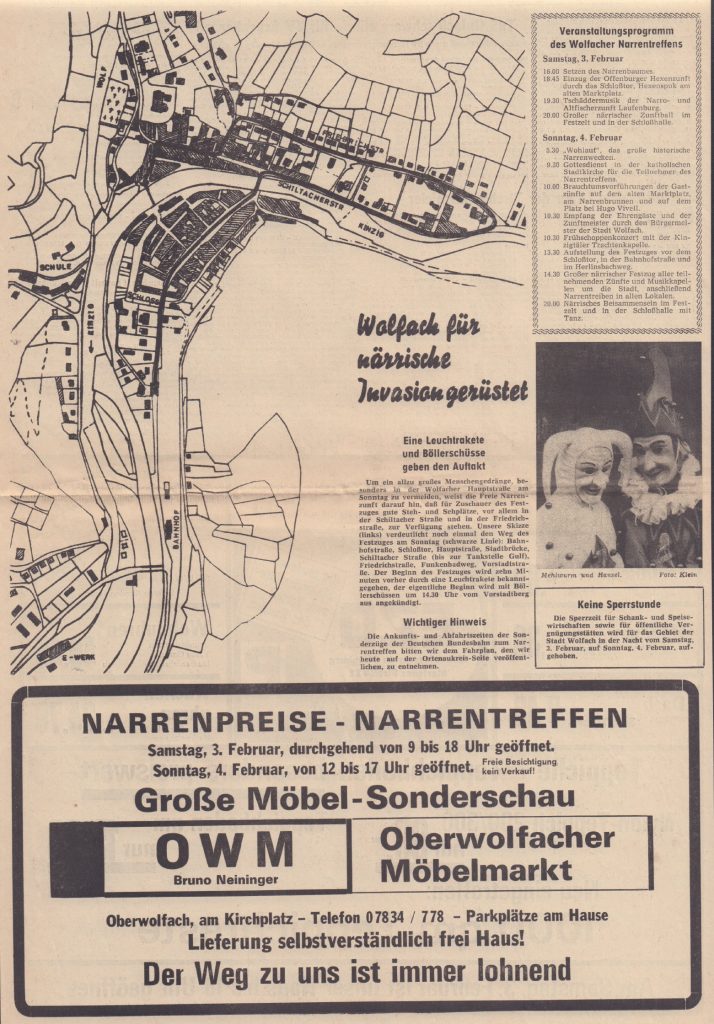 WOLF
FRIEDRICHSTR
SCHILTACHERSTR
KINZIG
SCHULE
SCHLOSS
KINZIG
BAHNHOF
E-WERK
Veranstaltungsprogramm
des Wolfacher Narrentreffens
Samstag, 3. Februar
16.00 Setzen des Narrenbaumes.
18.45 Einzug der Offenburger Hexenzunft
durch das Schloßtor, Hexenspuk am
alten Marktplatz.
19.30 Tschäddermusik der Narro- und
Altfischerzunft Laufenburg.
20.00 Großer närrischer Zunftball im
Festzelt und in der Schloßhalle.
Sonntag, 4. Februar
5.30 „Wohlauf", das große historische
Narrenwecken.
9.30 Gottesdienst in der katholischen
Stadtkirche für die Teilnehmer des
Narrentreffens.
10.00 Brauchtumsvorführungen der Gast-
zünfte auf dem alten Marktplatz,
am Narrenbrunnen und auf dem
Platz bei Hugo Vivell.
10.30 Empfang der Ehrengäste und der
Zunftmeister durch den Bürgermei-
ster der Stadt Wolfach.
10.30 Frühschoppenkonzert mit der Kin-
zigtäler Trachtenkapelle.
13.30 Aufstellung des Festzuges vor dem
Schloßtor, in der Bahnhofstraße und
im Herlinsbachweg.
14.30 Großer närrischer Festzug aller teil-
nehmenden Zünfte und Musikkapel-
len um die Stadt, anschließend
Narrentreiben in allen Lokalen.
20.00 Närrisches Beisammensein im Fest-
zelt und in der Schloßhalle mit
Tanz.
Wolfach für
närrische
Invasion gerüstet
Eine Leuchtrakete
und Böllerschüsse
geben den Auftakt
Um ein allzu großes Menschengedränge, be-
sonders in der Wolfacher Hauptstraße am
Sonntag zu vermeiden, weist die Freie Narren-
zunft darauf hin, daß für Zuschauer des Fest-
zuges gute Steh- und Sehplätze, vor allem in
der Schiltacher Straße und in der Friedrich-
straße, zur Verfügung stehen. Unsere Skizze
(links) verdeutlicht noch einmal den Weg des
Festzuges am Sonntag (schwarze Linie): Bahn-
hofstraße, Schloßtor, Hauptstraße, Stadtbrücke,
Schiltacher Straße (bis zur Tankstelle Gulf),
Friedrichstraße, Funkenbadweg, Vorstadtstra-
ße. Der Beginn des Festzuges wird zehn Mi-
nuten vorher durch eine Leuchtrakete bekannt-
gegeben, der eigentliche Beginn wird mit Böl-
lerschüssen um 14.30 Uhr vom Vorstadtberg
aus angekündigt.
Wichtiger Hinweis
Die Ankunfts- und Abfahrtszeiten der Son-
derzüge der Deutschen Bundesbahn zum Nar-
rentreffen bitten wir dem Fahrplan, den wir
heute auf der Ortenaukreis-Seite veröffent-
lichen, zu entnehmen.
Mehlwurm und Hansel. Foto: Klein
Keine Sperrstunde
Die Sperrzeit für Schank- und Speise-
wirtschaften sowie für öffentliche Ver-
gnügungsstätten wird für das Gebiet der
Stadt Wolfach in der Nacht vom Samstag,
3. Februar, auf Sonntag, 4. Februar, auf-
gehoben.
NARRENPREISE - NARRENTREFFEN
Samstag, 3. Februar, durchgehend von 9 bis 18 Uhr geöffnet.
Sonntag, 4. Februar, von 12 bis 17 Uhr geöffnet. Freie Besichtigung
kein Verkauf!
Große Möbel-Sonderschau
OWM
Bruno Neininger
Oberwolfacher
Möbelmarkt
Oberwolfach, am Kirchplatz – Telefon 07834 / 778 – Parkplätze am Hause
Lieferung selbstverständlich frei Haus!
Der Weg zu uns ist immer lohnend